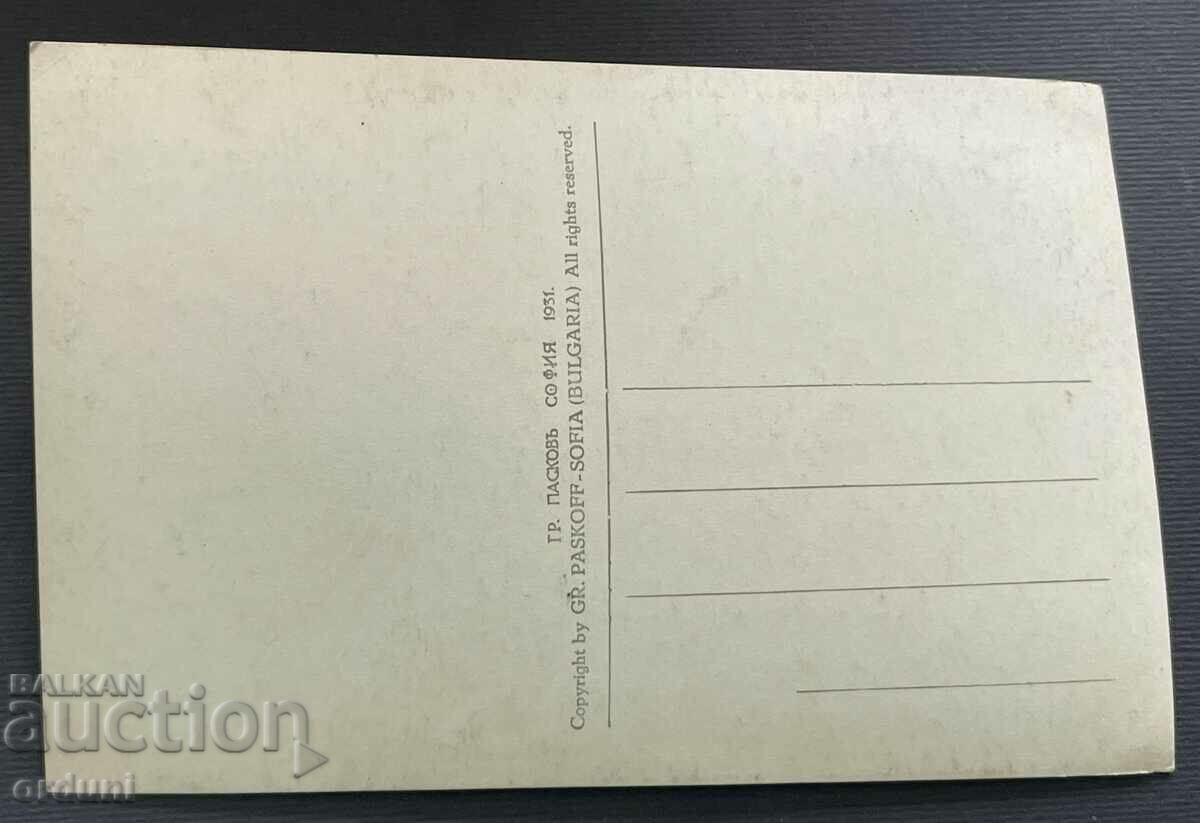 ГР. ПАСКОВЪ СОФИЯ 1931.
Copyright by GR. PASKOFF - SOFIA (BULGARIA) All rights reserved.
BALKAN
auction
orduni